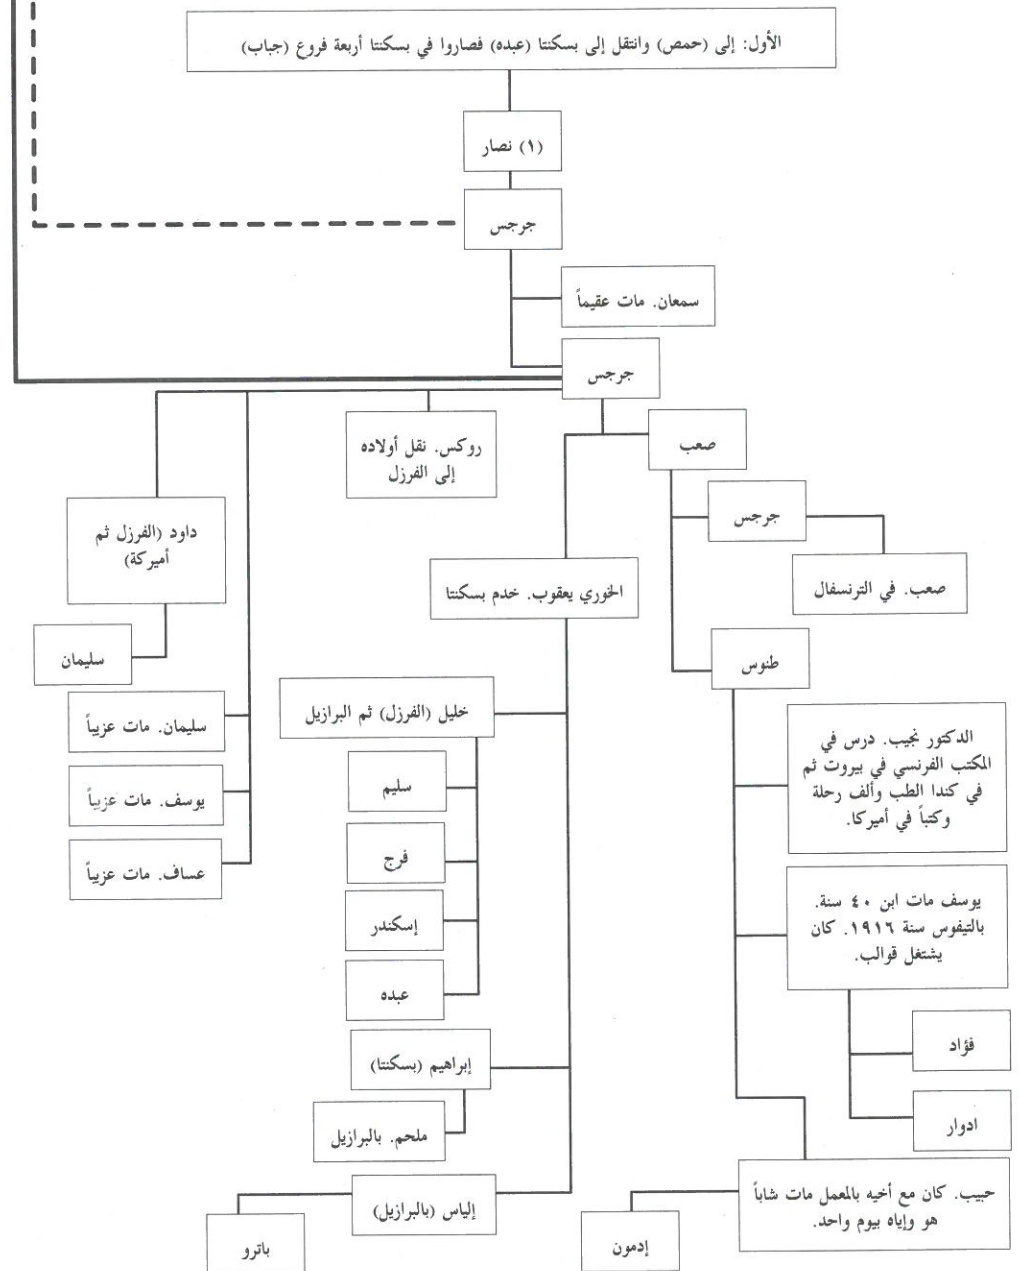 الأول: إلى (حمص) وانتقل إلى بسكنتا (عبده) فصاروا في بسكنتا أربعة فروع (جباب)
(١) نصار
جرجس
سمعان. مات عقيماً
جرجس
صعب
روكس. نقل أولاده
إلى الفرزل
جرجس
داود (الفرزل ثم
أميركة)
صعب. في الترنسفال
الخوري يعقوب. خدم بسكنتا
سليمان
طنوس
خليل (الفرزل) ثم البرازيل
سليمان. مات عزيباً
الدكتور نجيب. درس في
المكتب الفرنسي في بيروت ثم
في كندا الطب وألف رحلة
وكتباً في أميركا.
سليم
يوسف. مات عزيباً
فرج
عساف. مات عزيباً
يوسف مات ابن ٤٠ سنة.
بالتيفوس سنة ١٩١٦. كان
يشتغل قوالب.
إسكندر
عبده
فؤاد
إبراهيم (بسكنتا)
ادوار
ملحم. بالبرازيل
حبيب. كان مع أخيه بالمعمل مات شاباً
هو وإياه بيوم واحد.
إلياس (بالبرازيل)
إدمون
باترو